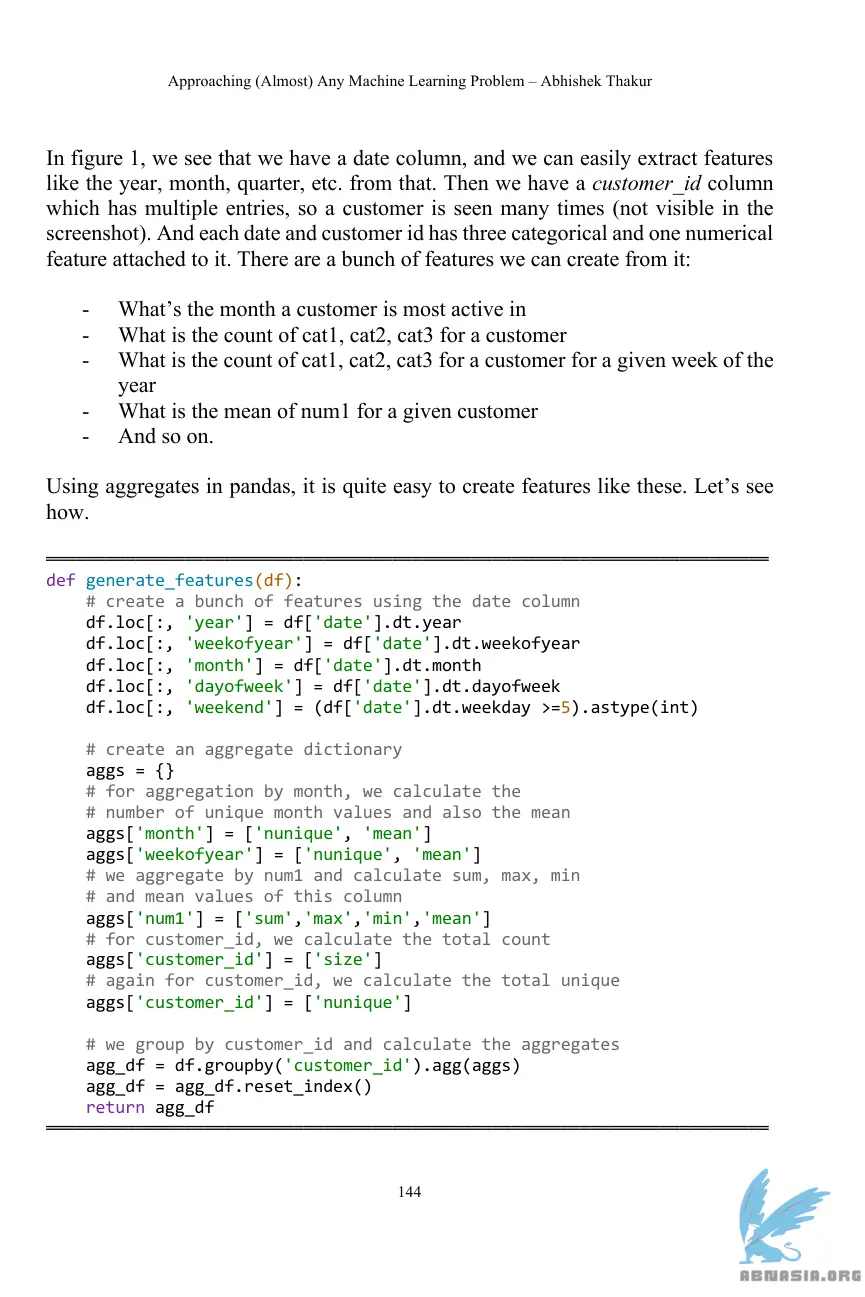 Approaching (Almost) Any Machine Learning Problem – Abhishek Thakur
In figure 1, we see that we have a date column, and we can easily extract features
like the year, month, quarter, etc. from that. Then we have a customer_id column
which has multiple entries, so a customer is seen many times (not visible in the
screenshot). And each date and customer id has three categorical and one numerical
feature attached to it. There are a bunch of features we can create from it:
- What’s the month a customer is most active in
- What is the count of cat1, cat2, cat3 for a customer
- What is the count of cat1, cat2, cat3 for a customer for a given week of the
year
- What is the mean of num1 for a given customer
- And so on.
Using aggregates in pandas, it is quite easy to create features like these. Let’s see
how.
def generate_features(df):
    # create a bunch of features using the date column
    df.loc[:, 'year'] = df['date'].dt.year
    df.loc[:, 'weekofyear'] = df['date'].dt.weekofyear
    df.loc[:, 'month'] = df['date'].dt.month
    df.loc[:, 'dayofweek'] = df['date'].dt.dayofweek
    df.loc[:, 'weekend'] = (df['date'].dt.weekday >=5).astype(int)
    # create an aggregate dictionary
    aggs = {}
    # for aggregation by month, we calculate the
    # number of unique month values and also the mean
    aggs['month'] = ['nunique', 'mean']
    aggs['weekofyear'] = ['nunique', 'mean']
    # we aggregate by num1 and calculate sum, max, min
    # and mean values of this column
    aggs['num1'] = ['sum','max','min','mean']
    # for customer_id, we calculate the total count
    aggs['customer_id'] = ['size']
    # again for customer_id, we calculate the total unique
    aggs['customer_id'] = ['nunique']
    # we group by customer_id and calculate the aggregates
    agg_df = df.groupby('customer_id').agg(aggs)
    agg_df = agg_df.reset_index()
    return agg_df
144
ABNASIA.ORG